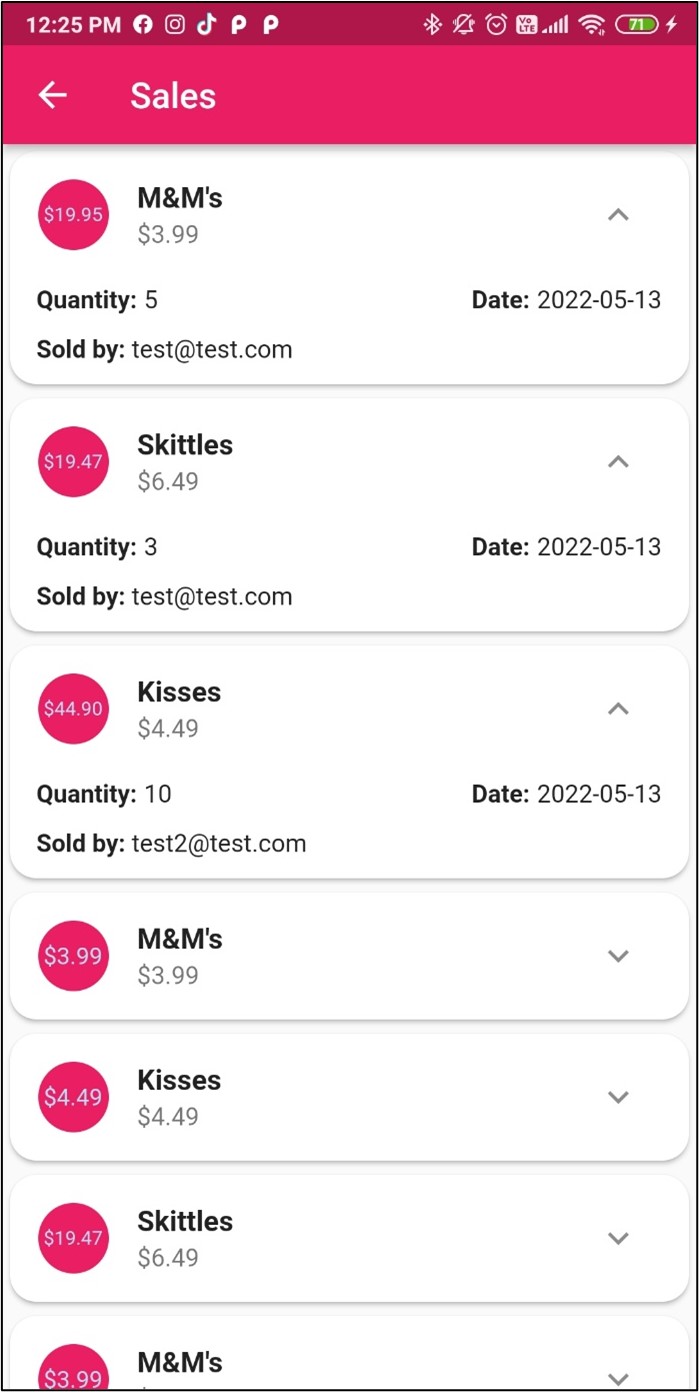 12:25 PM Vo LTE 71
Sales
$19.95 M&M's
$3.99
Quantity: 5 Date: 2022-05-13
Sold by: test@test.com
$19.47 Skittles
$6.49
Quantity: 3 Date: 2022-05-13
Sold by: test@test.com
$44.90 Kisses
$4.49
Quantity: 10 Date: 2022-05-13
Sold by: test2@test.com
$3.99 M&M's
$3.99
$4.49 Kisses
$4.49
$19.47 Skittles
$6.49
$3.99 M&M's